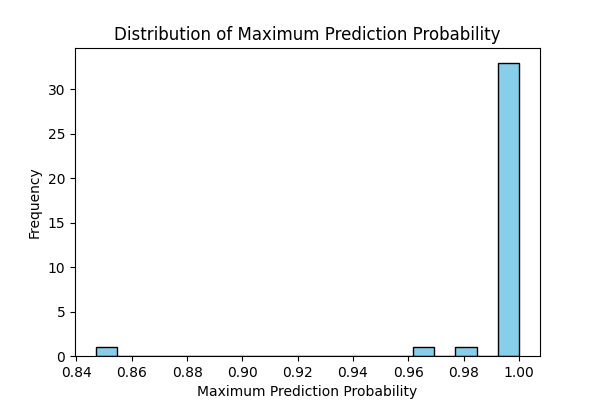 Distribution of Maximum Prediction Probability
30
25
20
15
10
5
0
Frequency
0.84 0.86 0.88 0.90 0.92 0.94 0.96 0.98 1.00
Maximum Prediction Probability